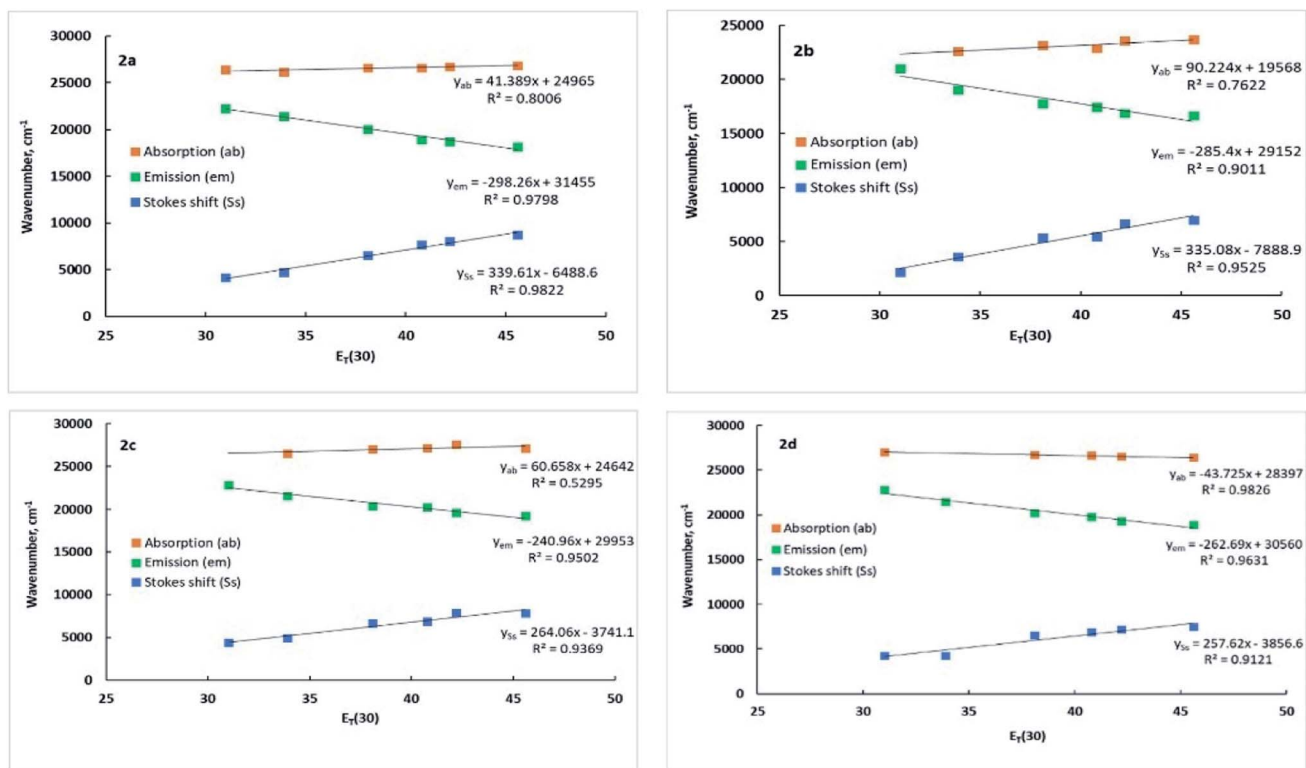 2a
30000
25000
20000
15000
10000
5000
0
25
30
35
40
45
50
Wavenumber, cm⁻¹
E_T(30)
Absorption (ab)
Emission (em)
Stokes shift (Ss)
y_ab = 41.389x + 24965
R² = 0.8006
y_em = -298.26x + 31455
R² = 0.9798
y_Ss = 339.61x - 6488.6
R² = 0.9822
2b
25000
20000
15000
10000
5000
0
25
30
35
40
45
50
Wavenumber, cm⁻¹
E_T(30)
Absorption (ab)
Emission (em)
Stokes shift (Ss)
y_ab = 90.224x + 19568
R² = 0.7622
y_em = -285.4x + 29152
R² = 0.9011
y_Ss = 335.08x - 7888.9
R² = 0.9525
2c
30000
25000
20000
15000
10000
5000
0
25
30
35
40
45
50
Wavenumber, cm⁻¹
E_T(30)
Absorption (ab)
Emission (em)
Stokes shift (Ss)
y_ab = 60.658x + 24642
R² = 0.5295
y_em = -240.96x + 29953
R² = 0.9502
y_Ss = 264.06x - 3741.1
R² = 0.9369
2d
30000
25000
20000
15000
10000
5000
0
25
30
35
40
45
50
Wavenumber, cm⁻¹
E_T(30)
Absorption (ab)
Emission (em)
Stokes shift (Ss)
y_ab = -43.725x + 28397
R² = 0.9826
y_em = -262.69x + 30560
R² = 0.9631
y_Ss = 257.62x - 3856.6
R² = 0.9121